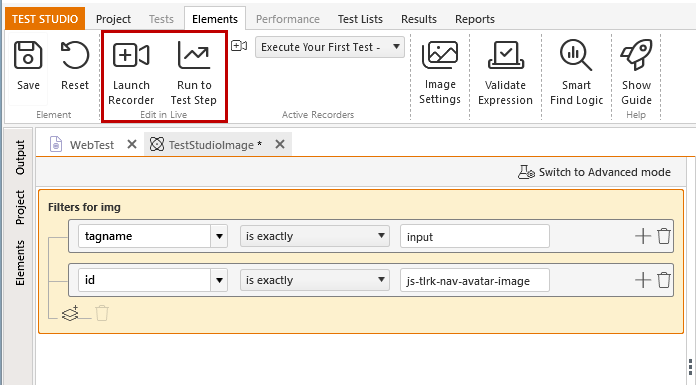 TEST STUDIO Project Tests Elements Performance Test Lists Results Reports
Save Reset Launch Recorder Run to Test Step Execute Your First Test - Image Settings Validate Expression Smart Find Logic Show Guide
Element Edit in Live Active Recorders Help
WebTest TestStudioImage *
Output
Project
Elements
Switch to Advanced mode
Filters for img
tagname is exactly input
id is exactly js-tlrk-nav-avatar-image